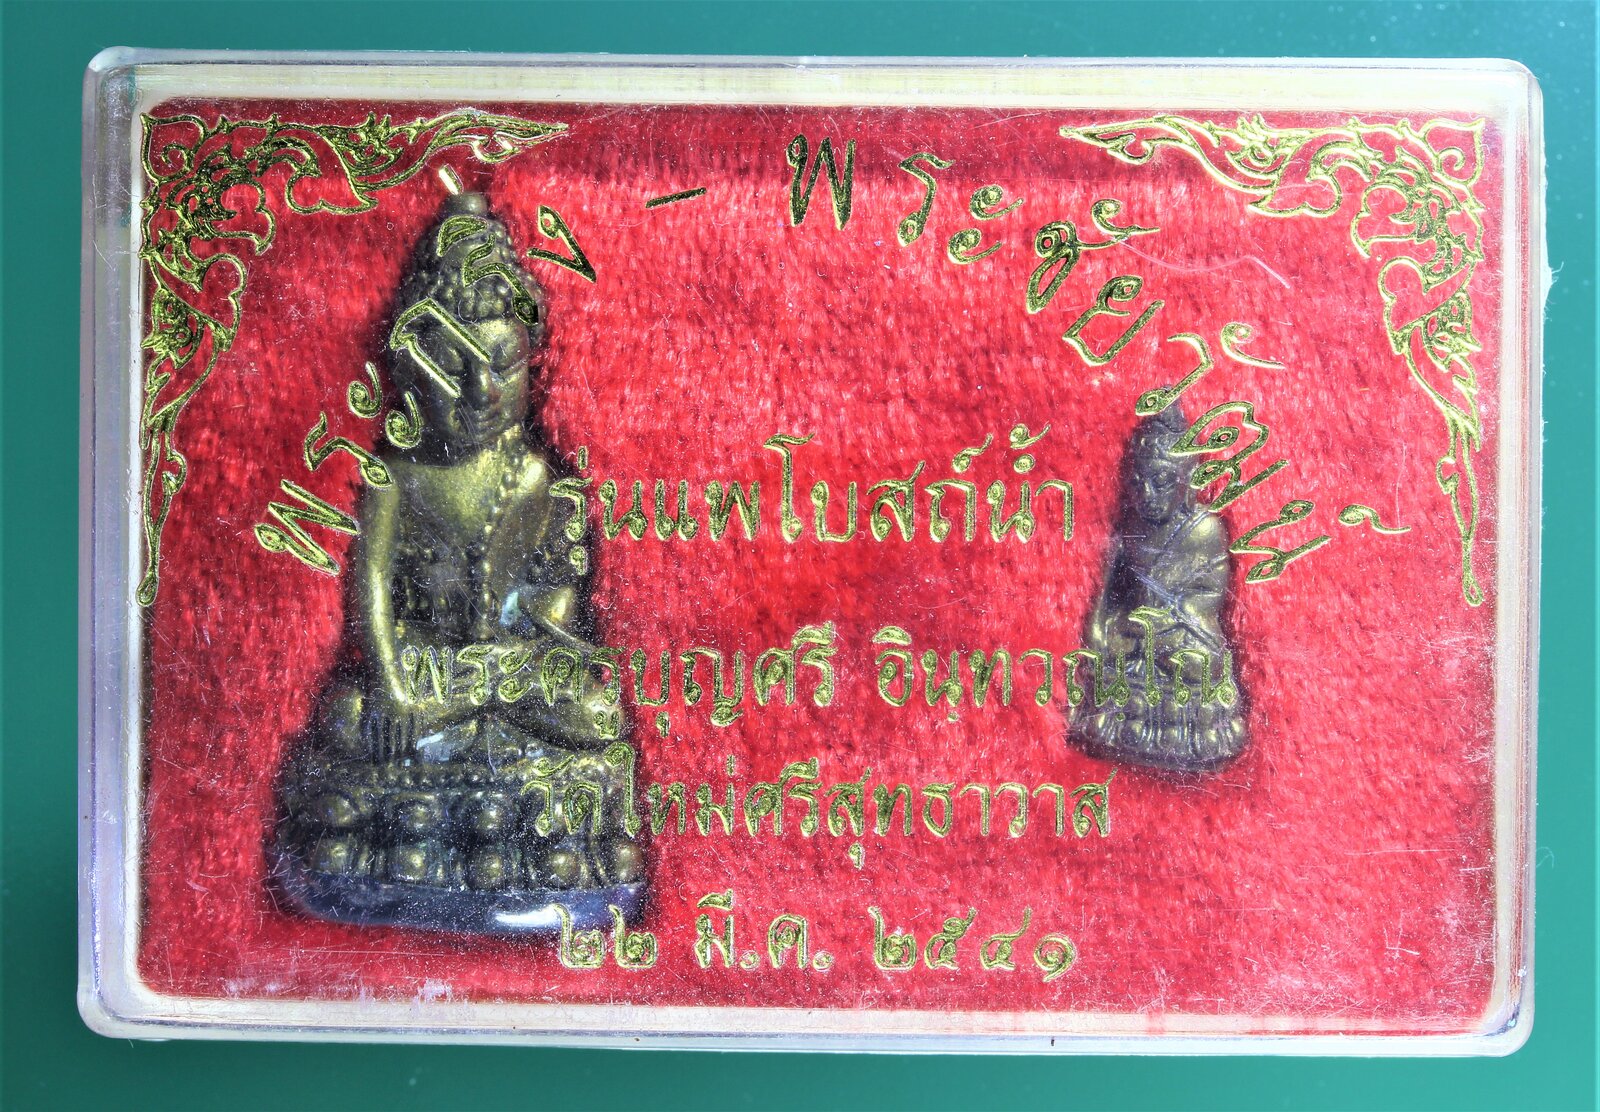 พระกริ่ง - พระชัยวัฒน์
รุ่นแพโบสถ์น้ำ
พระครูบุญศรี อินฺทวณฺโณ
วัดใหม่ศรีสุทธาวาส
๒๒ มี.ค. ๒๕๔๑